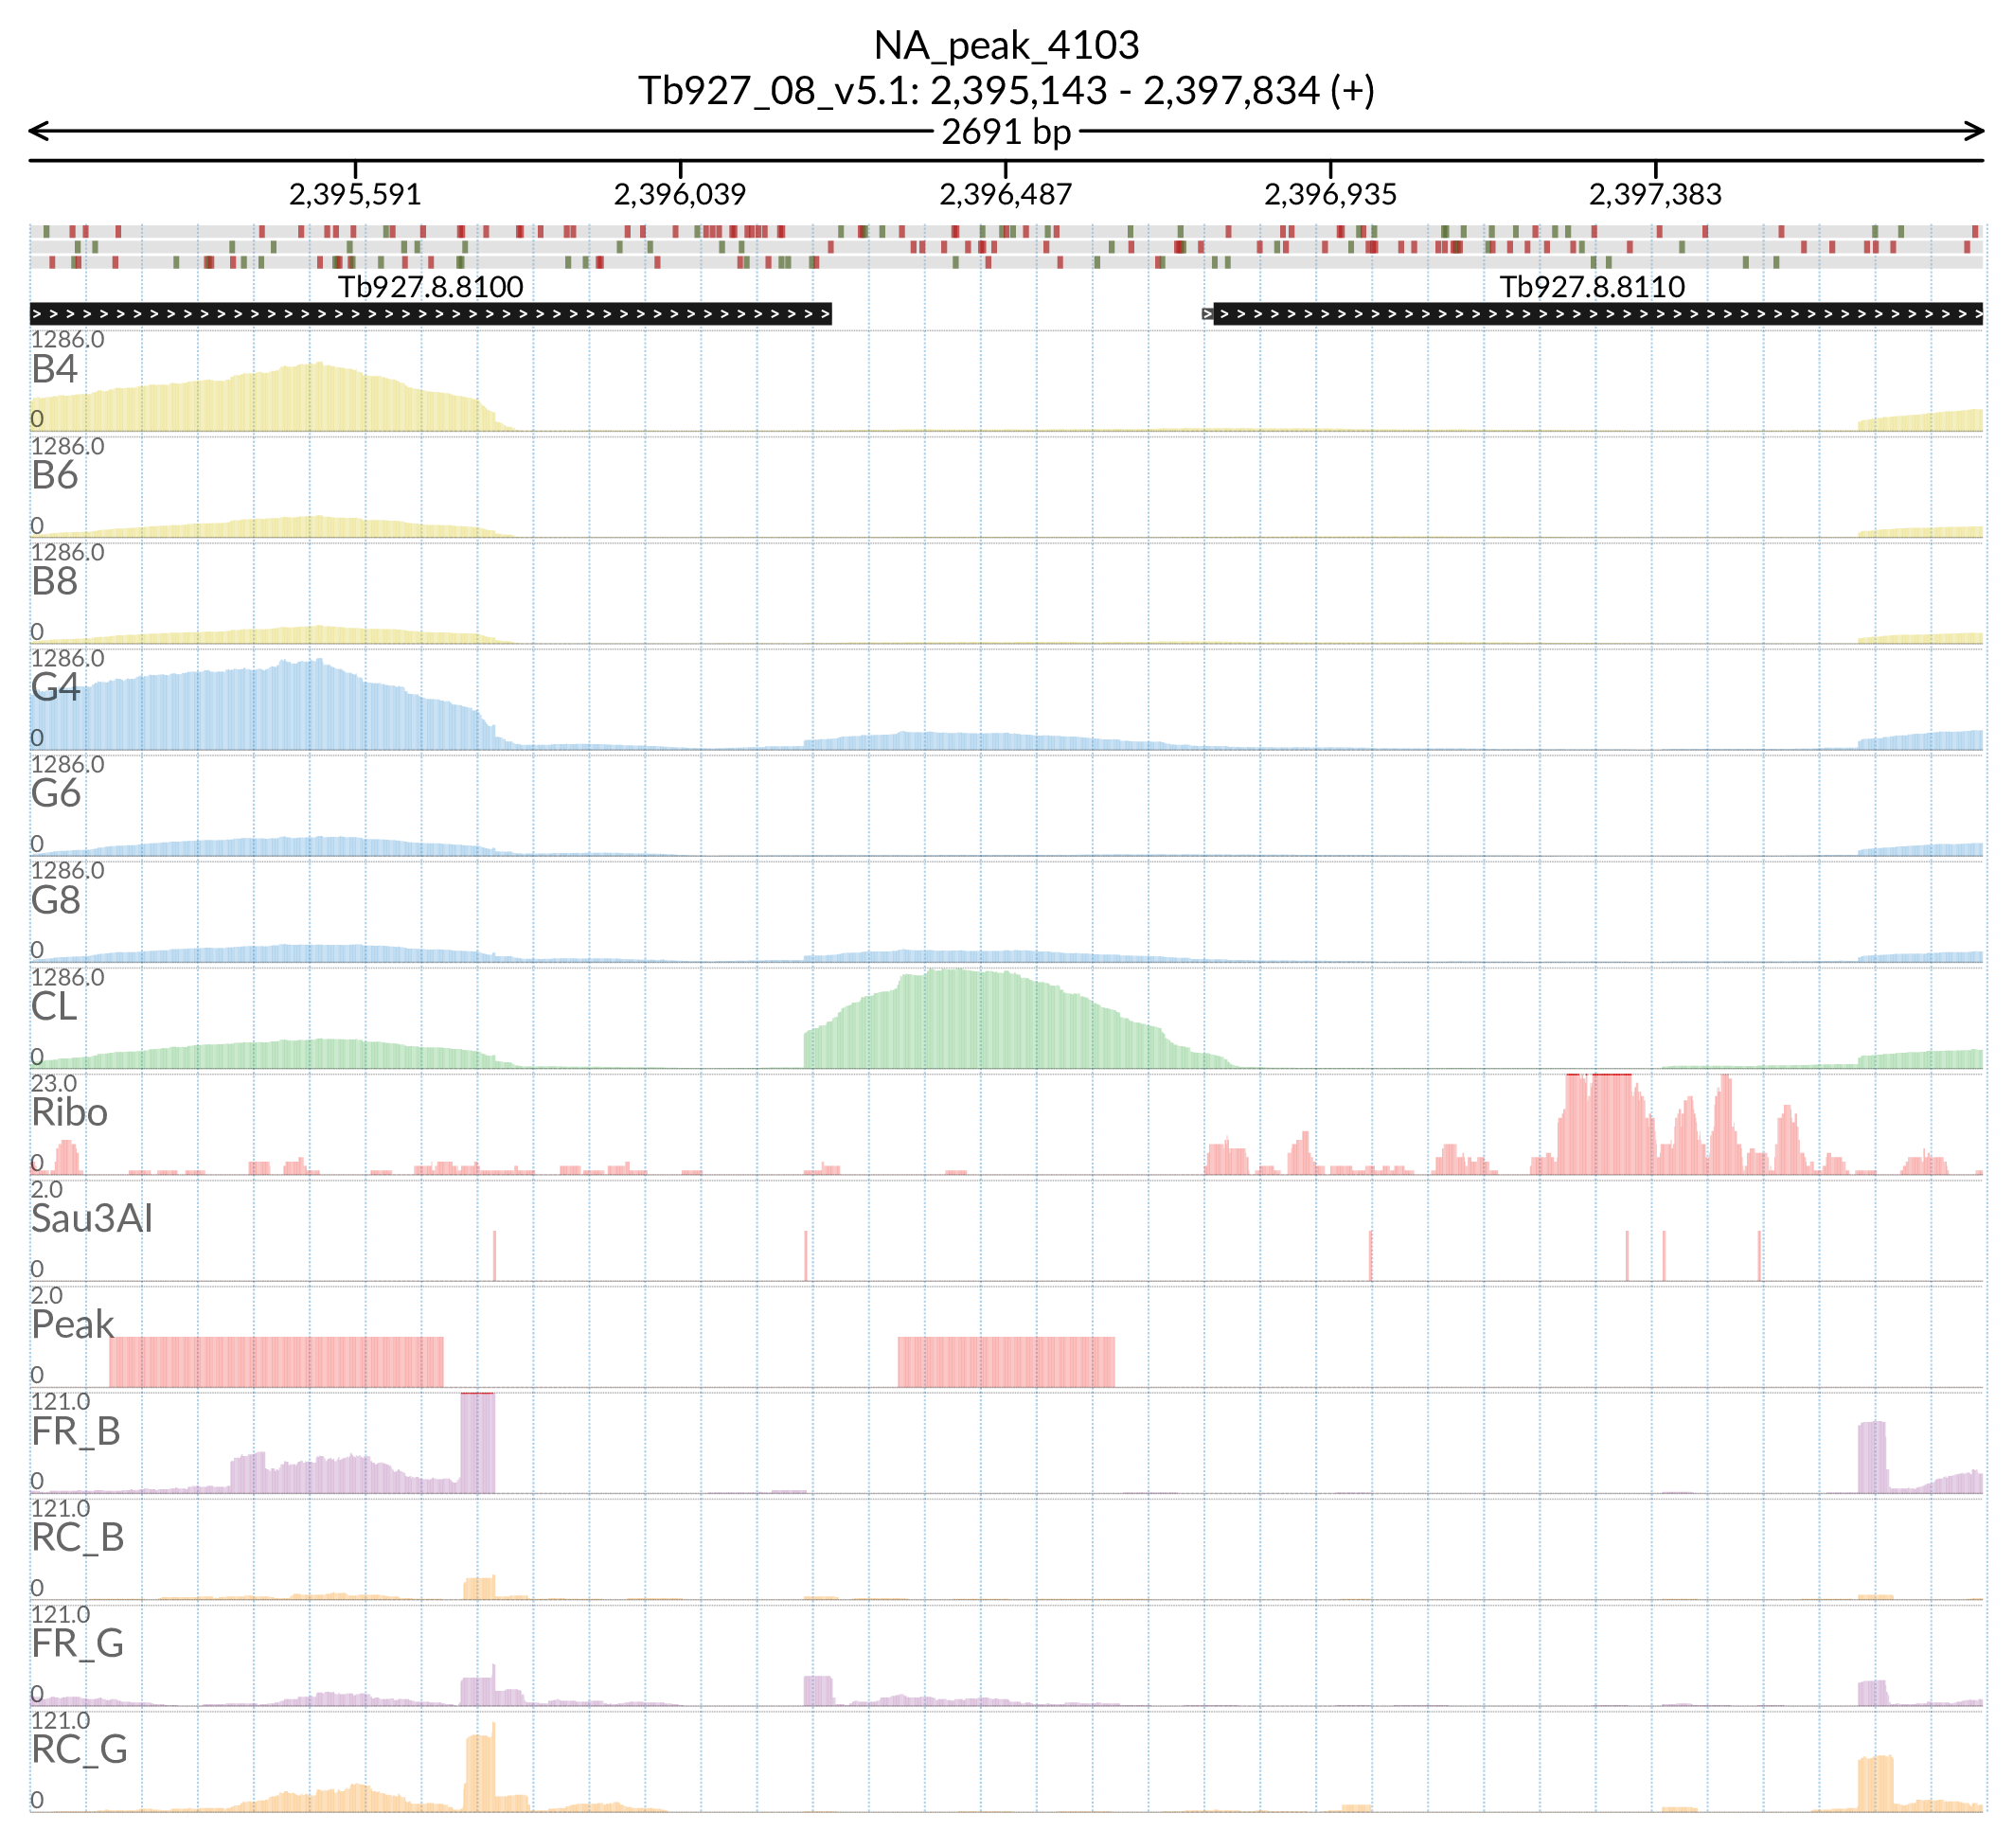 NA_peak_4103
Tb927_08_v5.1: 2,395,143 - 2,397,834 (+)
2691 bp
2,395,591 2,396,039 2,396,487 2,396,935 2,397,383
Tb927.8.8100 Tb927.8.8110
1286.0
B4
0
1286.0
B6
0
1286.0
B8
0
1286.0
G4
0
1286.0
G6
0
1286.0
G8
0
1286.0
CL
0
23.0
Ribo
0
2.0
Sau3AI
0
2.0
Peak
0
121.0
FR_B
0
121.0
RC_B
0
121.0
FR_G
0
121.0
RC_G
0